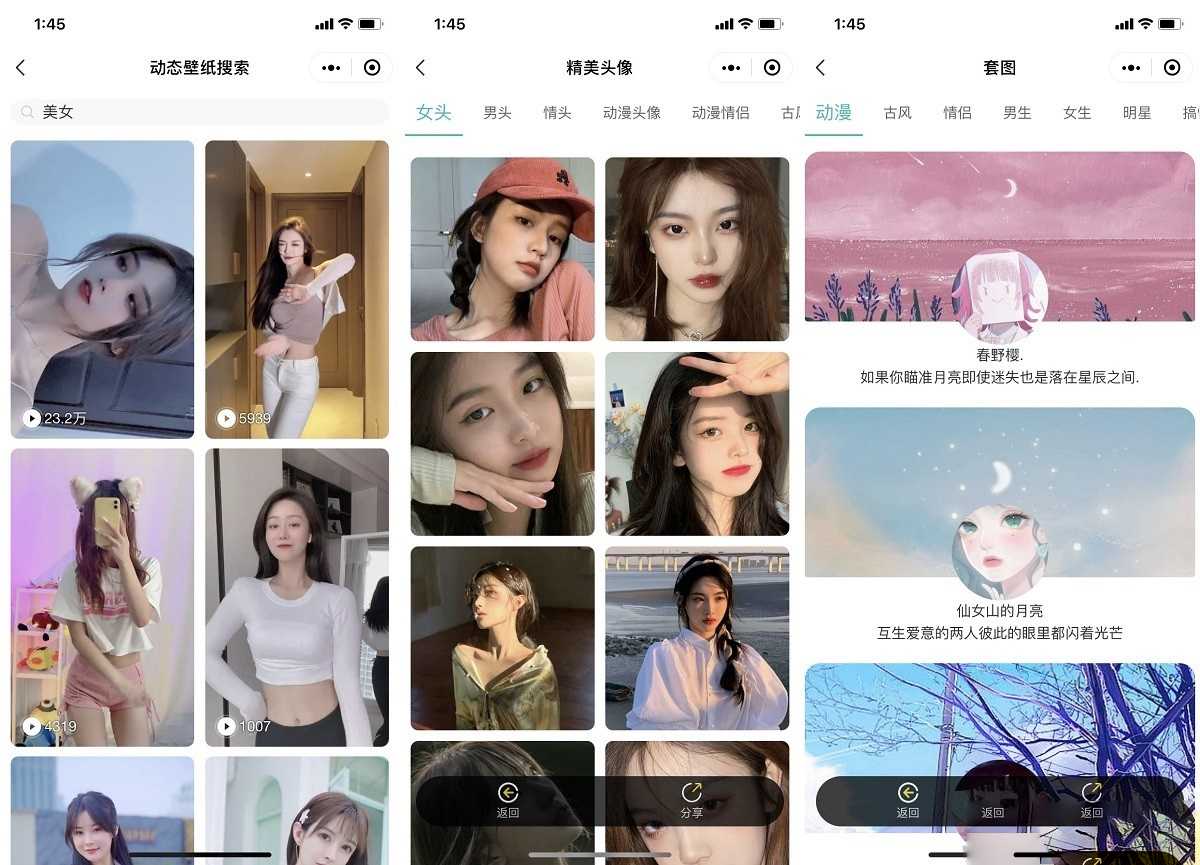 1:45
动态壁纸搜索
美女
23.2万
5939
4319
1007
1:45
精美头像
女头 男头 情头 动漫头像 动漫情侣
返回 分享
1:45
套图
动漫 古风 情侣 男生 女生 明星
春野樱.
如果你瞄准月亮即使迷失也是落在星辰之间.
仙女山的月亮
互生爱意的两人彼此的眼里都闪着光芒
返回 返回 返回